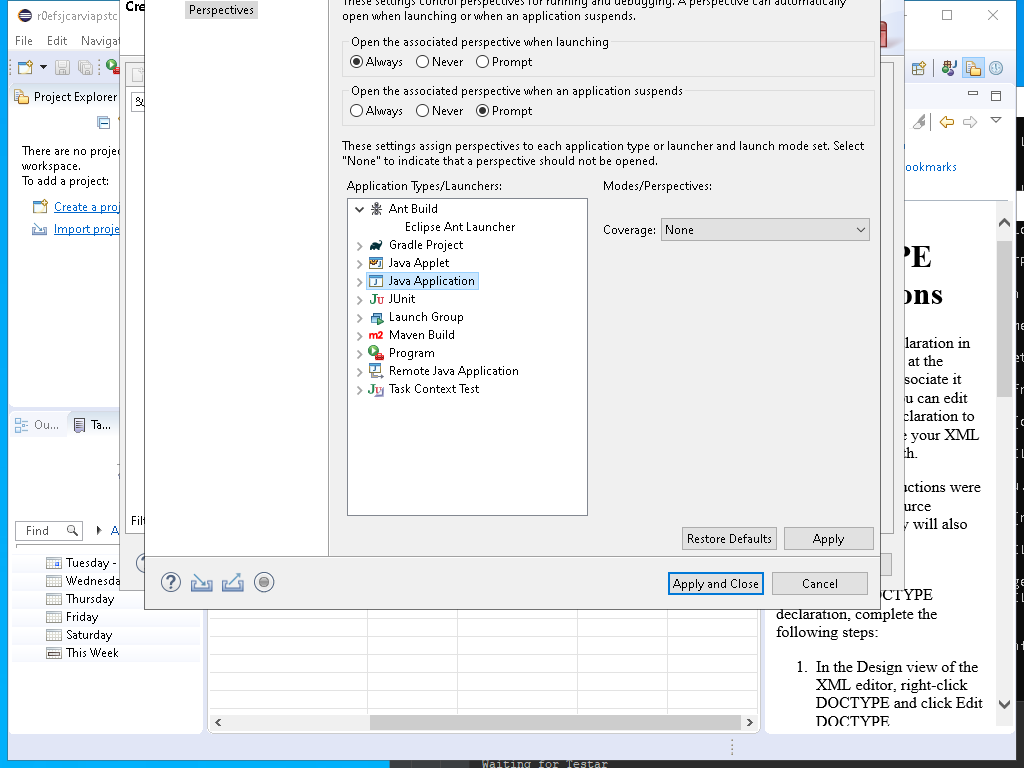 r0efsjcarviapstc
Cre
Perspectives
These settings control perspectives for running and debugging. A perspective can automatically
open when launching or when an application suspends.
File Edit Naviga
Open the associated perspective when launching
Always Never Prompt
Open the associated perspective when an application suspends
Always Never Prompt
Project Explorer
These settings assign perspectives to each application type or launcher and launch mode set. Select
"None" to indicate that a perspective should not be opened.
There are no proje
workspace.
To add a project:
Create a proj
Import proje
Application Types/Launchers:
Modes/Perspectives:
Ant Build
Eclipse Ant Launcher
Gradle Project
Java Applet
Java Application
JUnit
Launch Group
Maven Build
Program
Remote Java Application
Task Context Test
Coverage: None
Restore Defaults
Apply
Apply and Close
Cancel
ookmarks
PE
ons
laration in
at the
sociate it
u can edit
claration to
e your XML
th.
uctions were
ource
y will also
OCTYPE
declaration, complete the
following steps:
1. In the Design view of the
XML editor, right-click
DOCTYPE and click Edit
DOCTYPE
Ou...
Ta...
Find
Filt
Tuesday -
Wednesda
Thursday
Friday
Saturday
This Week
Waiting for Testar